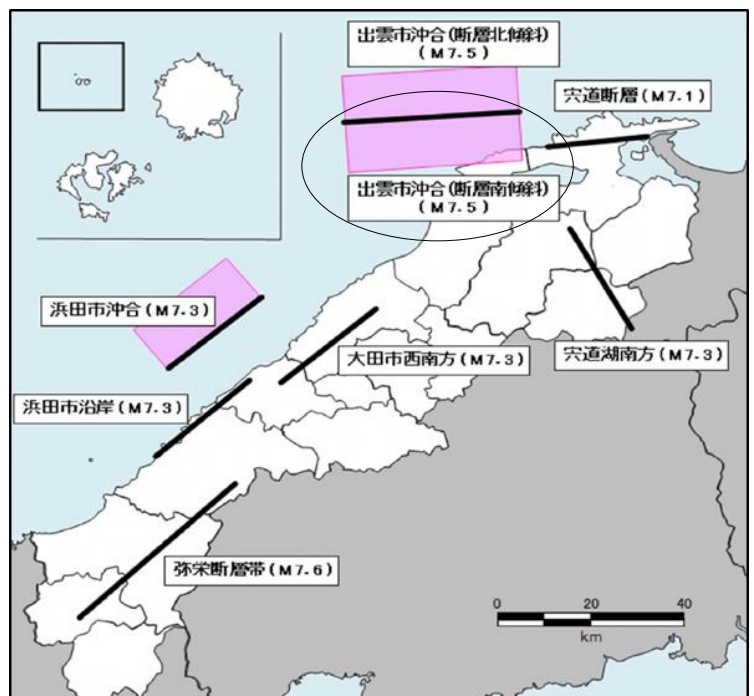 出雲市沖合(断層北傾斜)
(M7.5)
宍道断層(M7.1)
出雲市沖合(断層南傾斜)
(M7.5)
浜田市沖合(M7.3)
大田市西南方(M7.3)
宍道湖南方(M7.3)
浜田市沿岸(M7.3)
弥栄断層帯(M7.6)
0 20 40
km